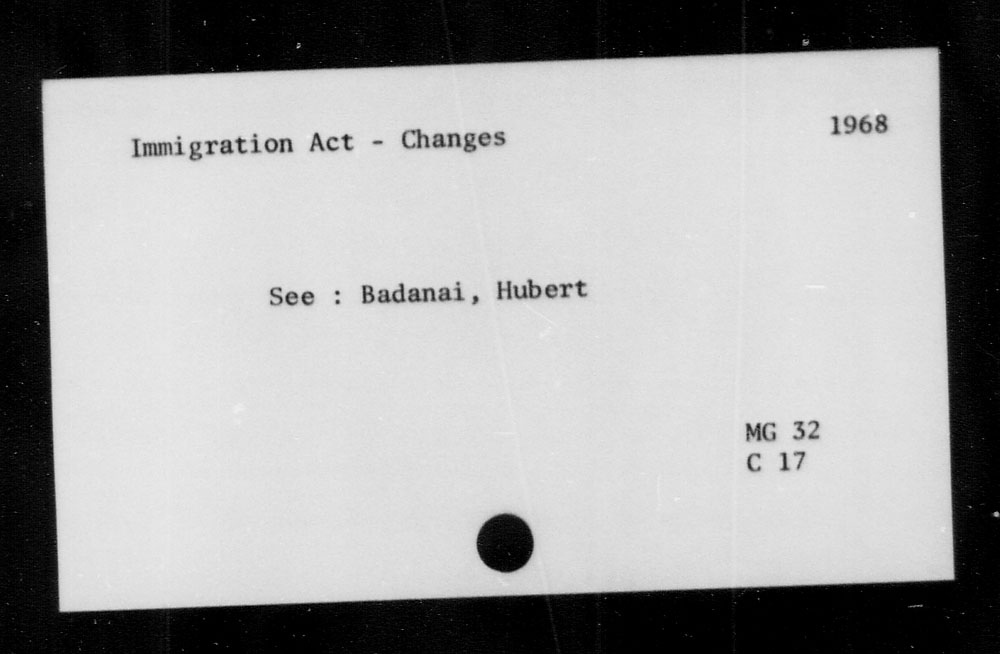 Immigration Act - Changes 1968
See : Badanai, Hubert
MG 32
C 17